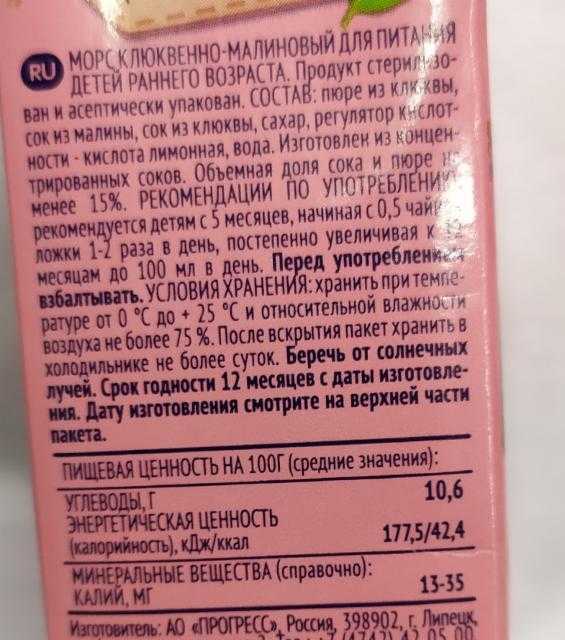 RU МОРС КЛЮКВЕННО-МАЛИНОВЫЙ ДЛЯ ПИТАНИЯ
ДЕТЕЙ РАННЕГО ВОЗРАСТА. Продукт стерилизо-
ван и асептически упакован. СОСТАВ: пюре из клюквы,
сок из малины, сок из клюквы, сахар, регулятор кислот-
ности - кислота лимонная, вода. Изготовлен из концен-
трированных соков. Объемная доля сока и пюре не
менее 15%. РЕКОМЕНДАЦИИ ПО УПОТРЕБЛЕНИЮ:
рекомендуется детям с 5 месяцев, начиная с 0,5 чайной
ложки 1-2 раза в день, постепенно увеличивая к
месяцам до 100 мл в день. Перед употреблением
взбалтывать. УСЛОВИЯ ХРАНЕНИЯ: хранить при темпе-
ратуре от 0 °С до + 25 °С и относительной влажности
воздуха не более 75 %. После вскрытия пакет хранить в
холодильнике не более суток. Беречь от солнечных
лучей. Срок годности 12 месяцев с даты изготовле-
ния. Дату изготовления смотрите на верхней части
пакета.
ПИЩЕВАЯ ЦЕННОСТЬ НА 100Г (средние значения):
УГЛЕВОДЫ, Г 10,6
ЭНЕРГЕТИЧЕСКАЯ ЦЕННОСТЬ
(калорийность), кДж/ккал 177,5/42,4
МИНЕРАЛЬНЫЕ ВЕЩЕСТВА (справочно):
КАЛИЙ, МГ 13-35
Изготовитель: АО «ПРОГРЕСС», Россия, 398902, г. Липецк,